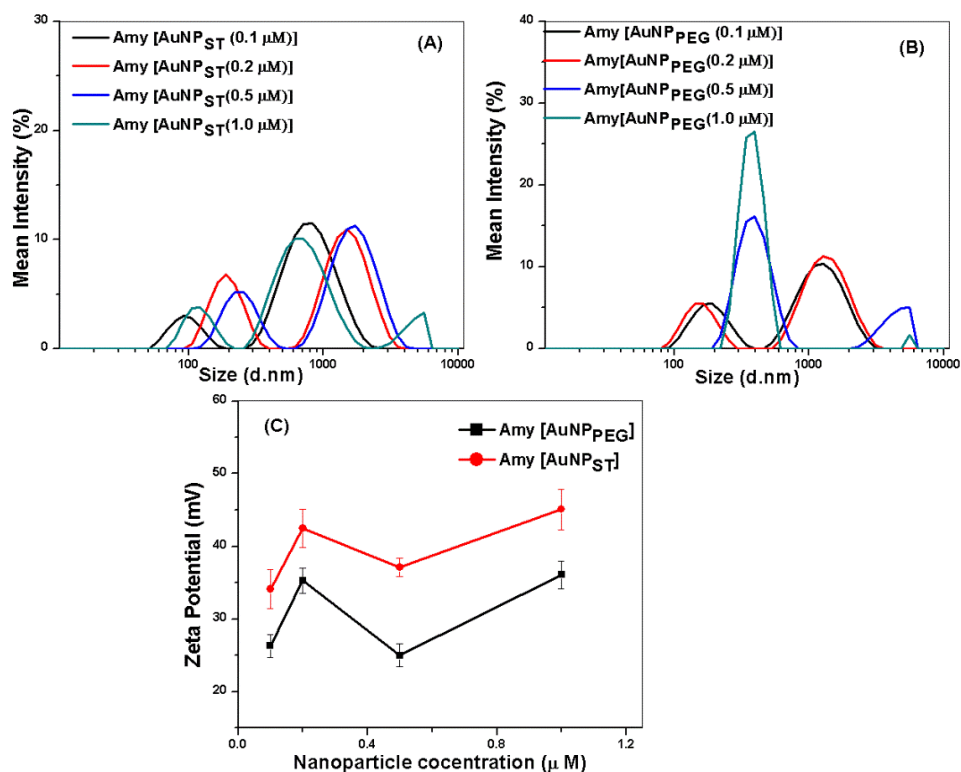 (A)
Amy [AuNPST (0.1 μM)]
Amy [AuNPST(0.2 μM)]
Amy [AuNPST(0.5 μM)]
Amy [AuNPST(1.0 μM)]
30
20
10
0
Mean Intensity (%)
100
1000
10000
Size (d.nm)
(B)
Amy [AuNPPEG (0.1 μM)]
Amy[AuNPPEG(0.2 μM)]
Amy[AuNPPEG(0.5 μM)]
Amy[AuNPPEG(1.0 μM)]
40
30
20
10
0
Mean Intensity (%)
100
1000
10000
Size (d.nm)
(C)
Amy [AuNPPEG]
Amy [AuNPST]
60
50
40
30
20
Zeta Potential (mV)
0.0
0.4
0.8
1.2
Nanoparticle cocentration (μ M)